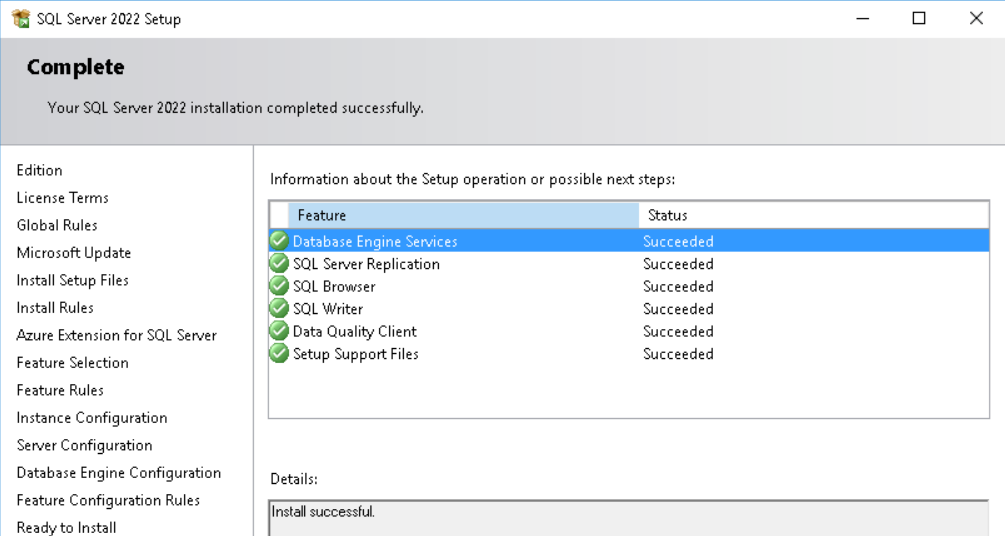 SQL Server 2022 Setup
Complete
Your SQL Server 2022 installation completed successfully.
Edition
License Terms
Global Rules
Microsoft Update
Install Setup Files
Install Rules
Azure Extension for SQL Server
Feature Selection
Feature Rules
Instance Configuration
Server Configuration
Database Engine Configuration
Feature Configuration Rules
Ready to Install
Information about the Setup operation or possible next steps:
Feature Status
Database Engine Services Succeeded
SQL Server Replication Succeeded
SQL Browser Succeeded
SQL Writer Succeeded
Data Quality Client Succeeded
Setup Support Files Succeeded
Details:
Install successful.